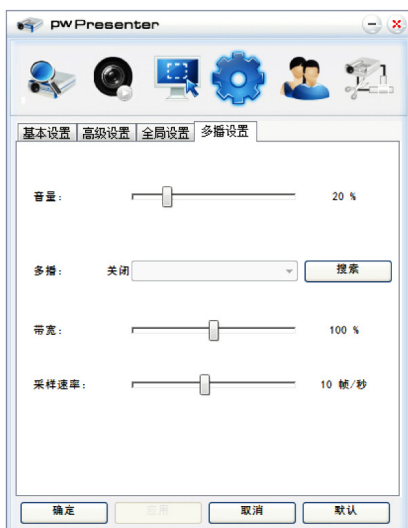 pwPresenter
基本设置 高级设置 全局设置 多播设置
音量： 20 %
多播： 关闭 搜索
带宽： 100 %
采样速率： 10 帧/秒
确定 应用 取消 默认